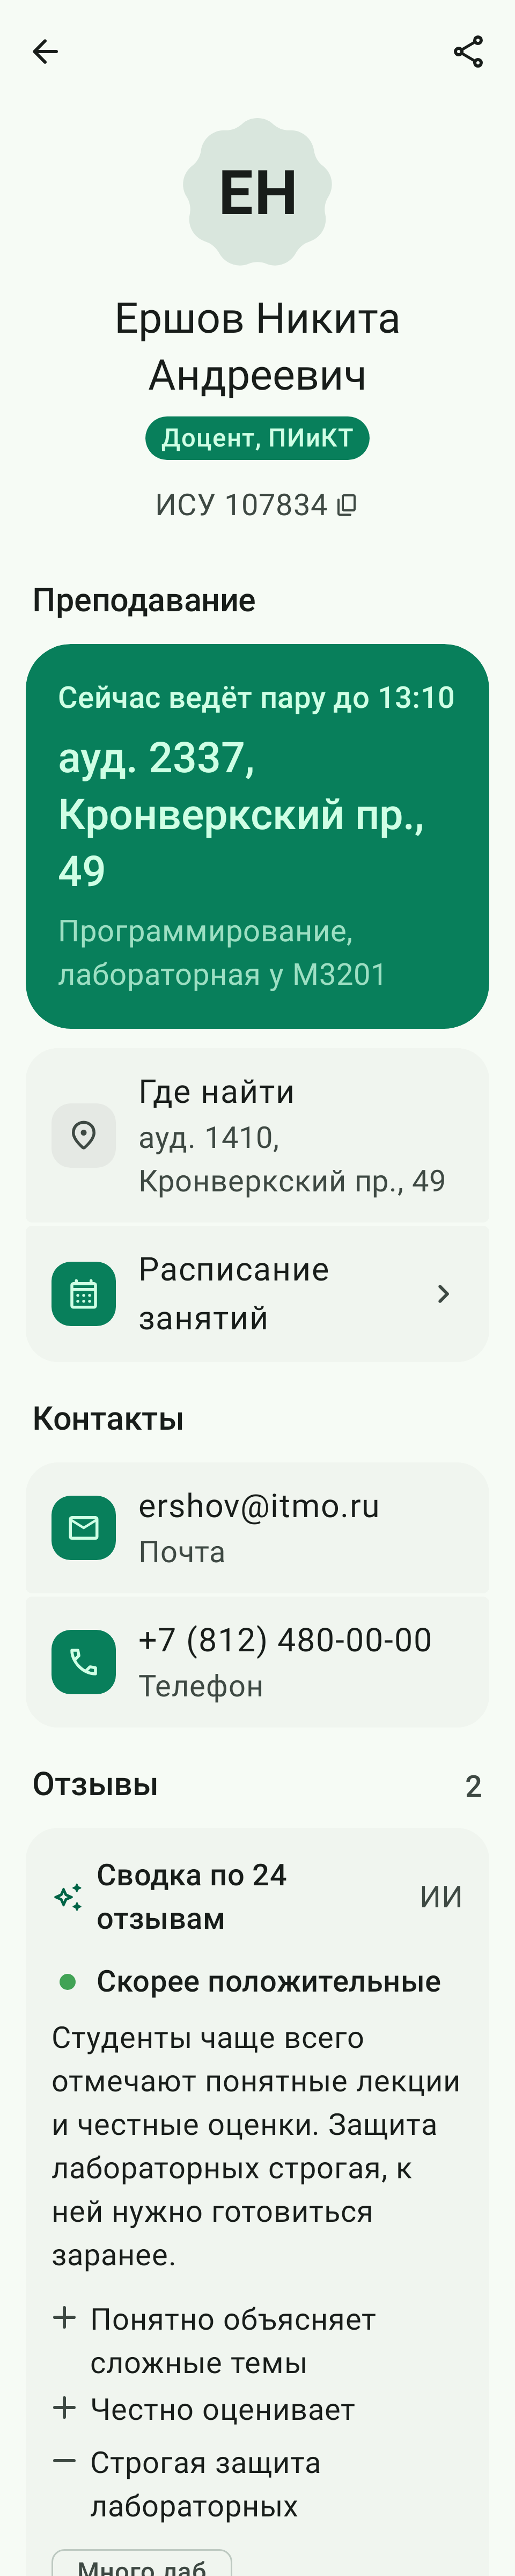 ЕН
Ершов Никита
Андреевич
Доцент, ПИиКТ
ИСУ 107834
Преподавание
Сейчас ведёт пару до 13:10
ауд. 2337,
Кронверкский пр.,
49
Программирование,
лабораторная у М3201
Где найти
ауд. 1410,
Кронверкский пр., 49
Расписание
занятий
Контакты
ershov@itmo.ru
Почта
+7 (812) 480-00-00
Телефон
Отзывы 2
Сводка по 24
отзывам
ИИ
Скорее положительные
Студенты чаще всего
отмечают понятные лекции
и честные оценки. Защита
лабораторных строгая, к
ней нужно готовиться
заранее.
+ Понятно объясняет
сложные темы
+ Честно оценивает
− Строгая защита
лабораторных
Много лаб